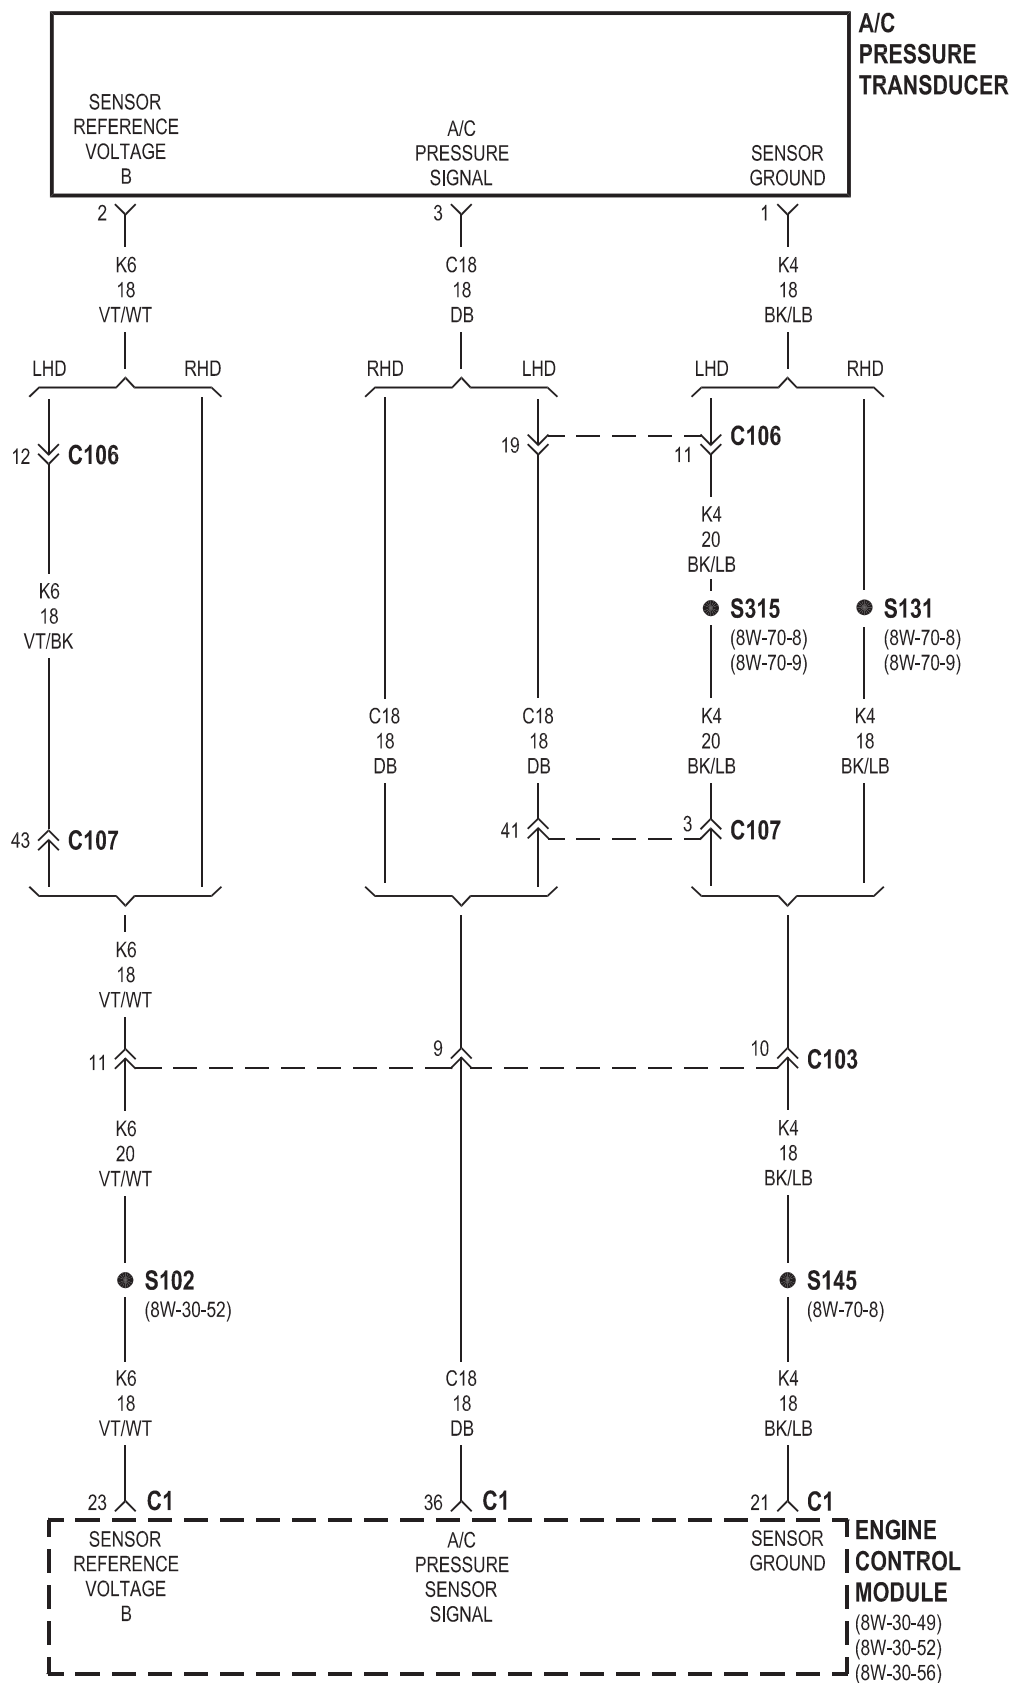 A/C
PRESSURE
TRANSDUCER
SENSOR
REFERENCE
VOLTAGE
B
A/C
PRESSURE
SIGNAL
SENSOR
GROUND
2
3
1
K6
18
VT/WT
C18
18
DB
K4
18
BK/LB
LHD
RHD
RHD
LHD
LHD
RHD
12
C106
19
11
C106
K4
20
BK/LB
K6
18
VT/BK
S315
(8W-70-8)
(8W-70-9)
S131
(8W-70-8)
(8W-70-9)
C18
18
DB
C18
18
DB
K4
20
BK/LB
K4
18
BK/LB
43
C107
41
3
C107
K6
18
VT/WT
11
9
10
C103
K6
20
VT/WT
K4
18
BK/LB
S102
(8W-30-52)
S145
(8W-70-8)
K6
18
VT/WT
C18
18
DB
K4
18
BK/LB
23
C1
36
C1
21
C1
SENSOR
REFERENCE
VOLTAGE
B
A/C
PRESSURE
SENSOR
SIGNAL
SENSOR
GROUND
ENGINE
CONTROL
MODULE
(8W-30-49)
(8W-30-52)
(8W-30-56)